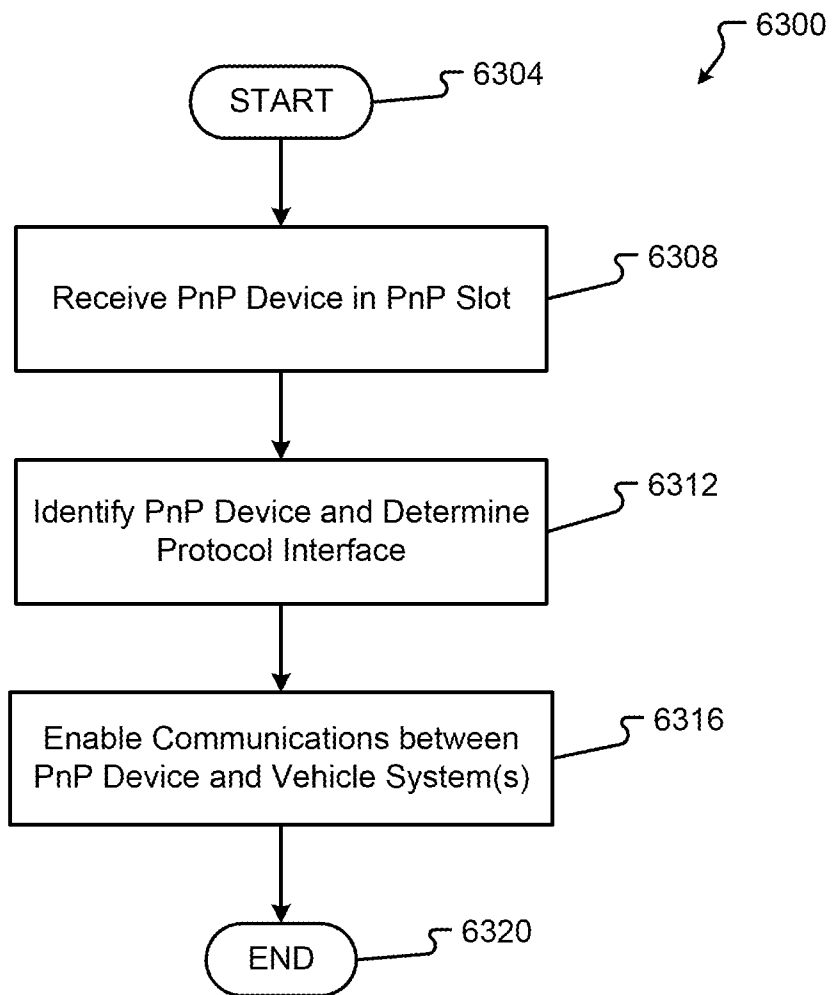 6300
START
6304
Receive PnP Device in PnP Slot
6308
Identify PnP Device and Determine
Protocol Interface
6312
Enable Communications between
PnP Device and Vehicle System(s)
6316
END
6320